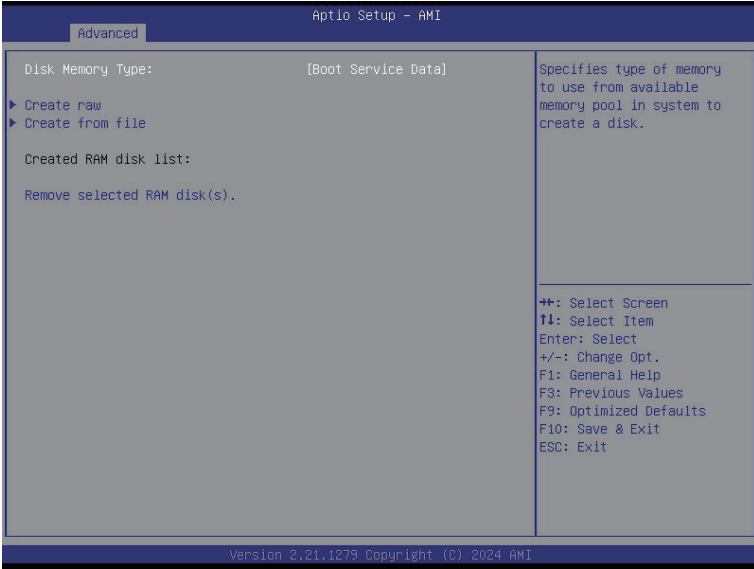 Aptio Setup – AMI
Advanced
Disk Memory Type: [Boot Service Data]
Create raw
Create from file
Created RAM disk list:
Remove selected RAM disk(s).
Specifies type of memory
to use from available
memory pool in system to
create a disk.
→←: Select Screen
↑↓: Select Item
Enter: Select
+/-: Change Opt.
F1: General Help
F3: Previous Values
F9: Optimized Defaults
F10: Save & Exit
ESC: Exit
Version 2.21.1279 Copyright (C) 2024 AMI